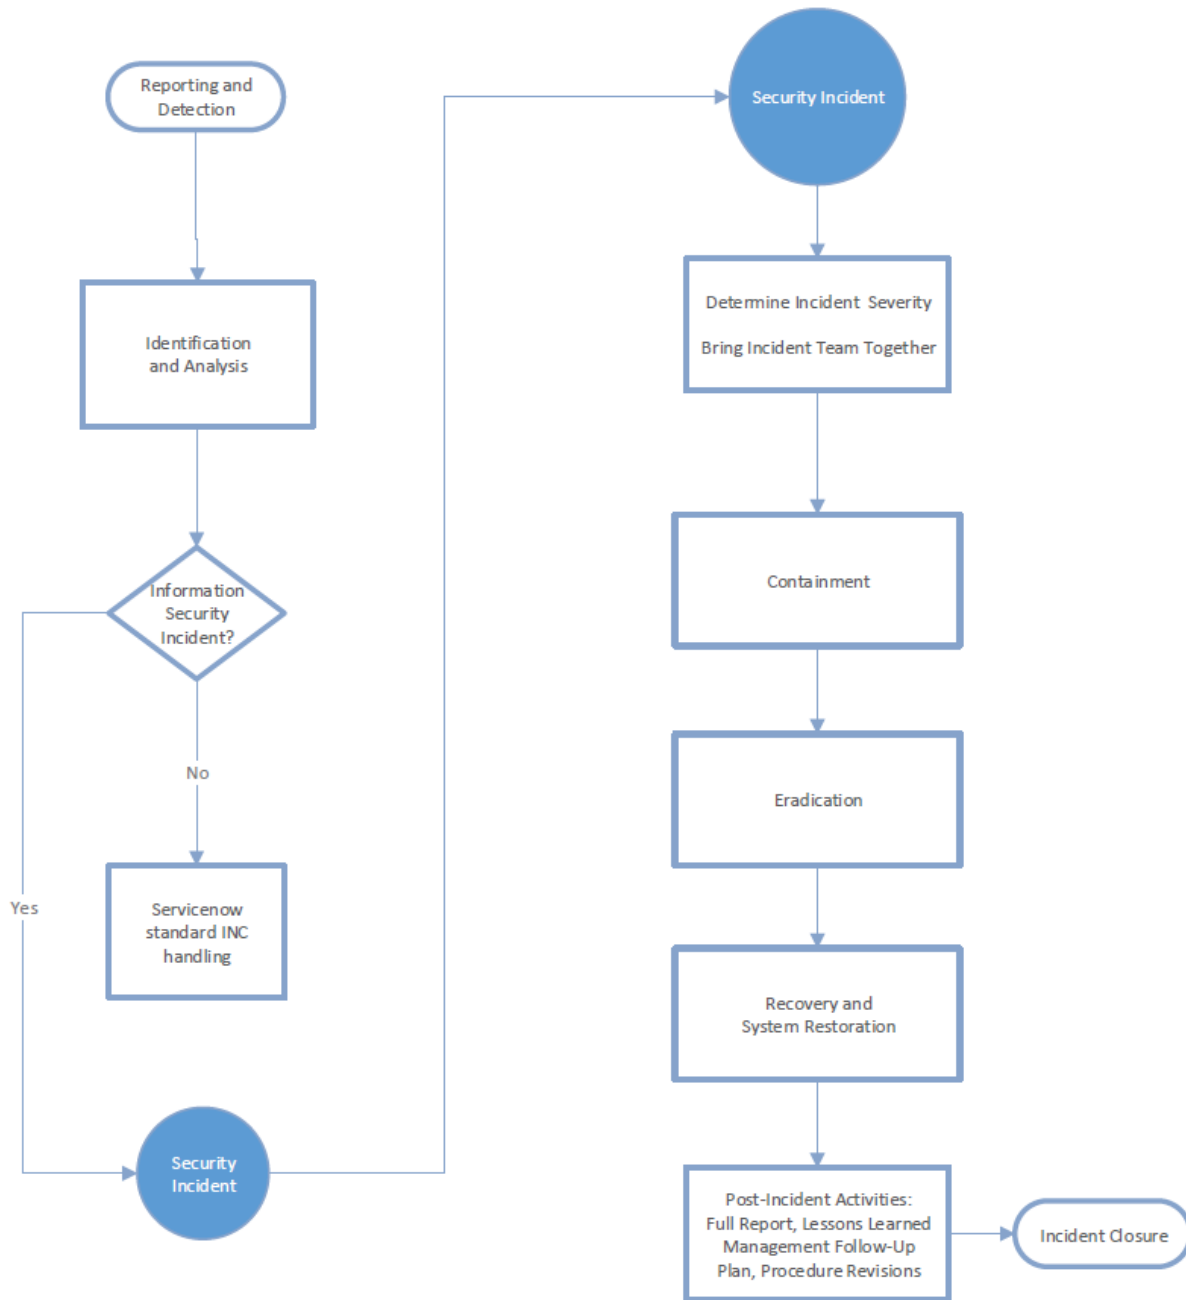 Reporting and
Detection
Identification
and Analysis
Information
Security
Incident?
No
Yes
Servicenow
standard INC
handling
Security
Incident
Security Incident
Determine Incident Severity
Bring Incident Team Together
Containment
Eradication
Recovery and
System Restoration
Post-Incident Activities:
Full Report, Lessons Learned
Management Follow-Up
Plan, Procedure Revisions
Incident Closure